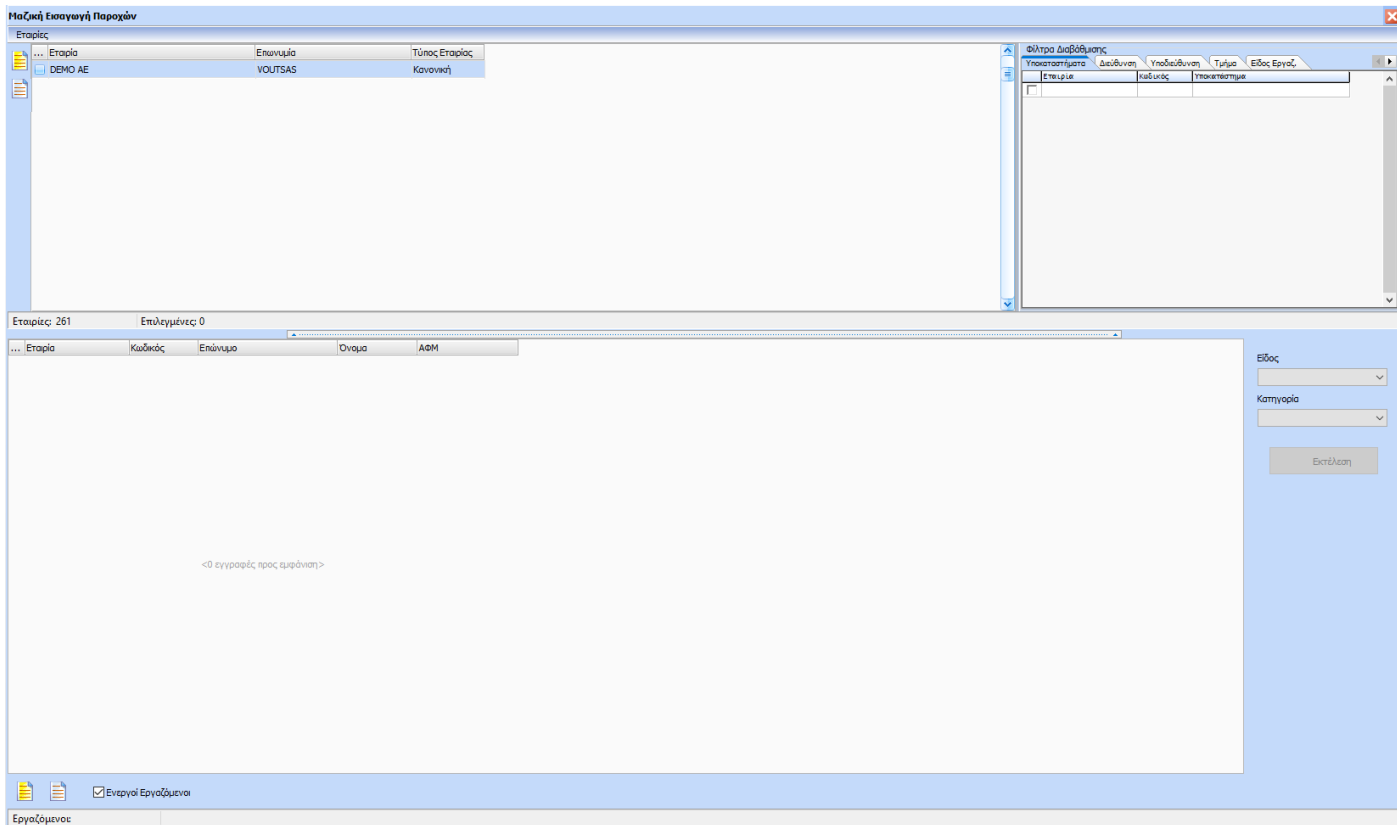 Μαζική Εισαγωγή Παροχών
Εταιρίες
... Εταιρία Επωνυμία Τύπος Εταιρίας
DEMO AE VOUTSAS Κανονική
Φίλτρα Διαβάθμισης
Υποκαταστήματα Διεύθυνση Υποδιεύθυνση Τμήμα Είδος Εργαζ.
Εταιρία Κωδικός Υποκατάστημα
Εταιρίες: 261 Επιλεγμένες: 0
... Εταιρία Κωδικός Επώνυμο Όνομα ΑΦΜ
Είδος
Κατηγορία
Εκτέλεση
<0 εγγραφές προς εμφάνιση>
Ενεργοί Εργαζόμενοι
Εργαζόμενοι: